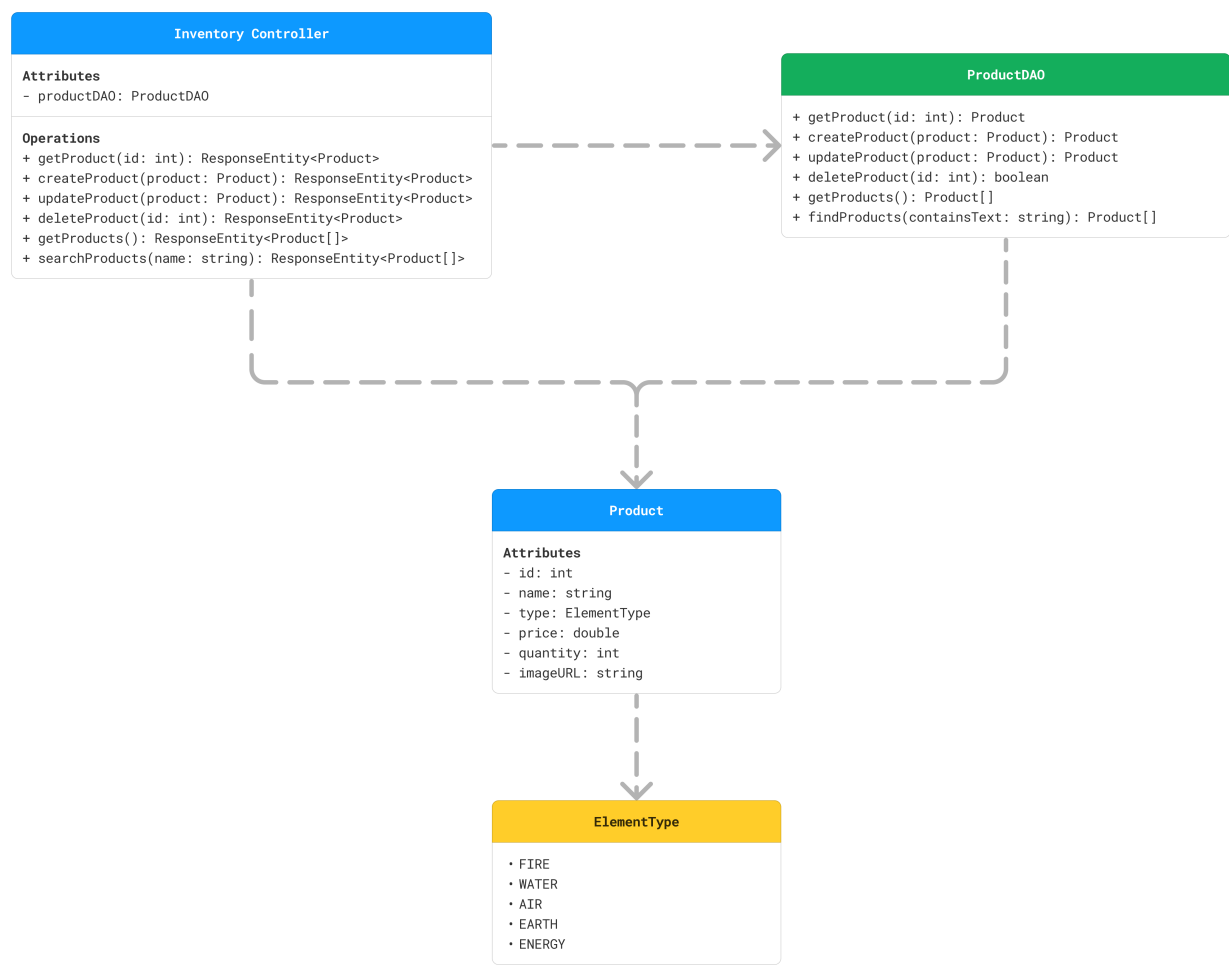 Inventory Controller
Attributes
- productDAO: ProductDAO
Operations
+ getProduct(id: int): ResponseEntity<Product>
+ createProduct(product: Product): ResponseEntity<Product>
+ updateProduct(product: Product): ResponseEntity<Product>
+ deleteProduct(id: int): ResponseEntity<Product>
+ getProducts(): ResponseEntity<Product[]>
+ searchProducts(name: string): ResponseEntity<Product[]>
ProductDAO
+ getProduct(id: int): Product
+ createProduct(product: Product): Product
+ updateProduct(product: Product): Product
+ deleteProduct(id: int): boolean
+ getProducts(): Product[]
+ findProducts(containsText: string): Product[]
Product
Attributes
- id: int
- name: string
- type: ElementType
- price: double
- quantity: int
- imageURL: string
ElementType
• FIRE
• WATER
• AIR
• EARTH
• ENERGY